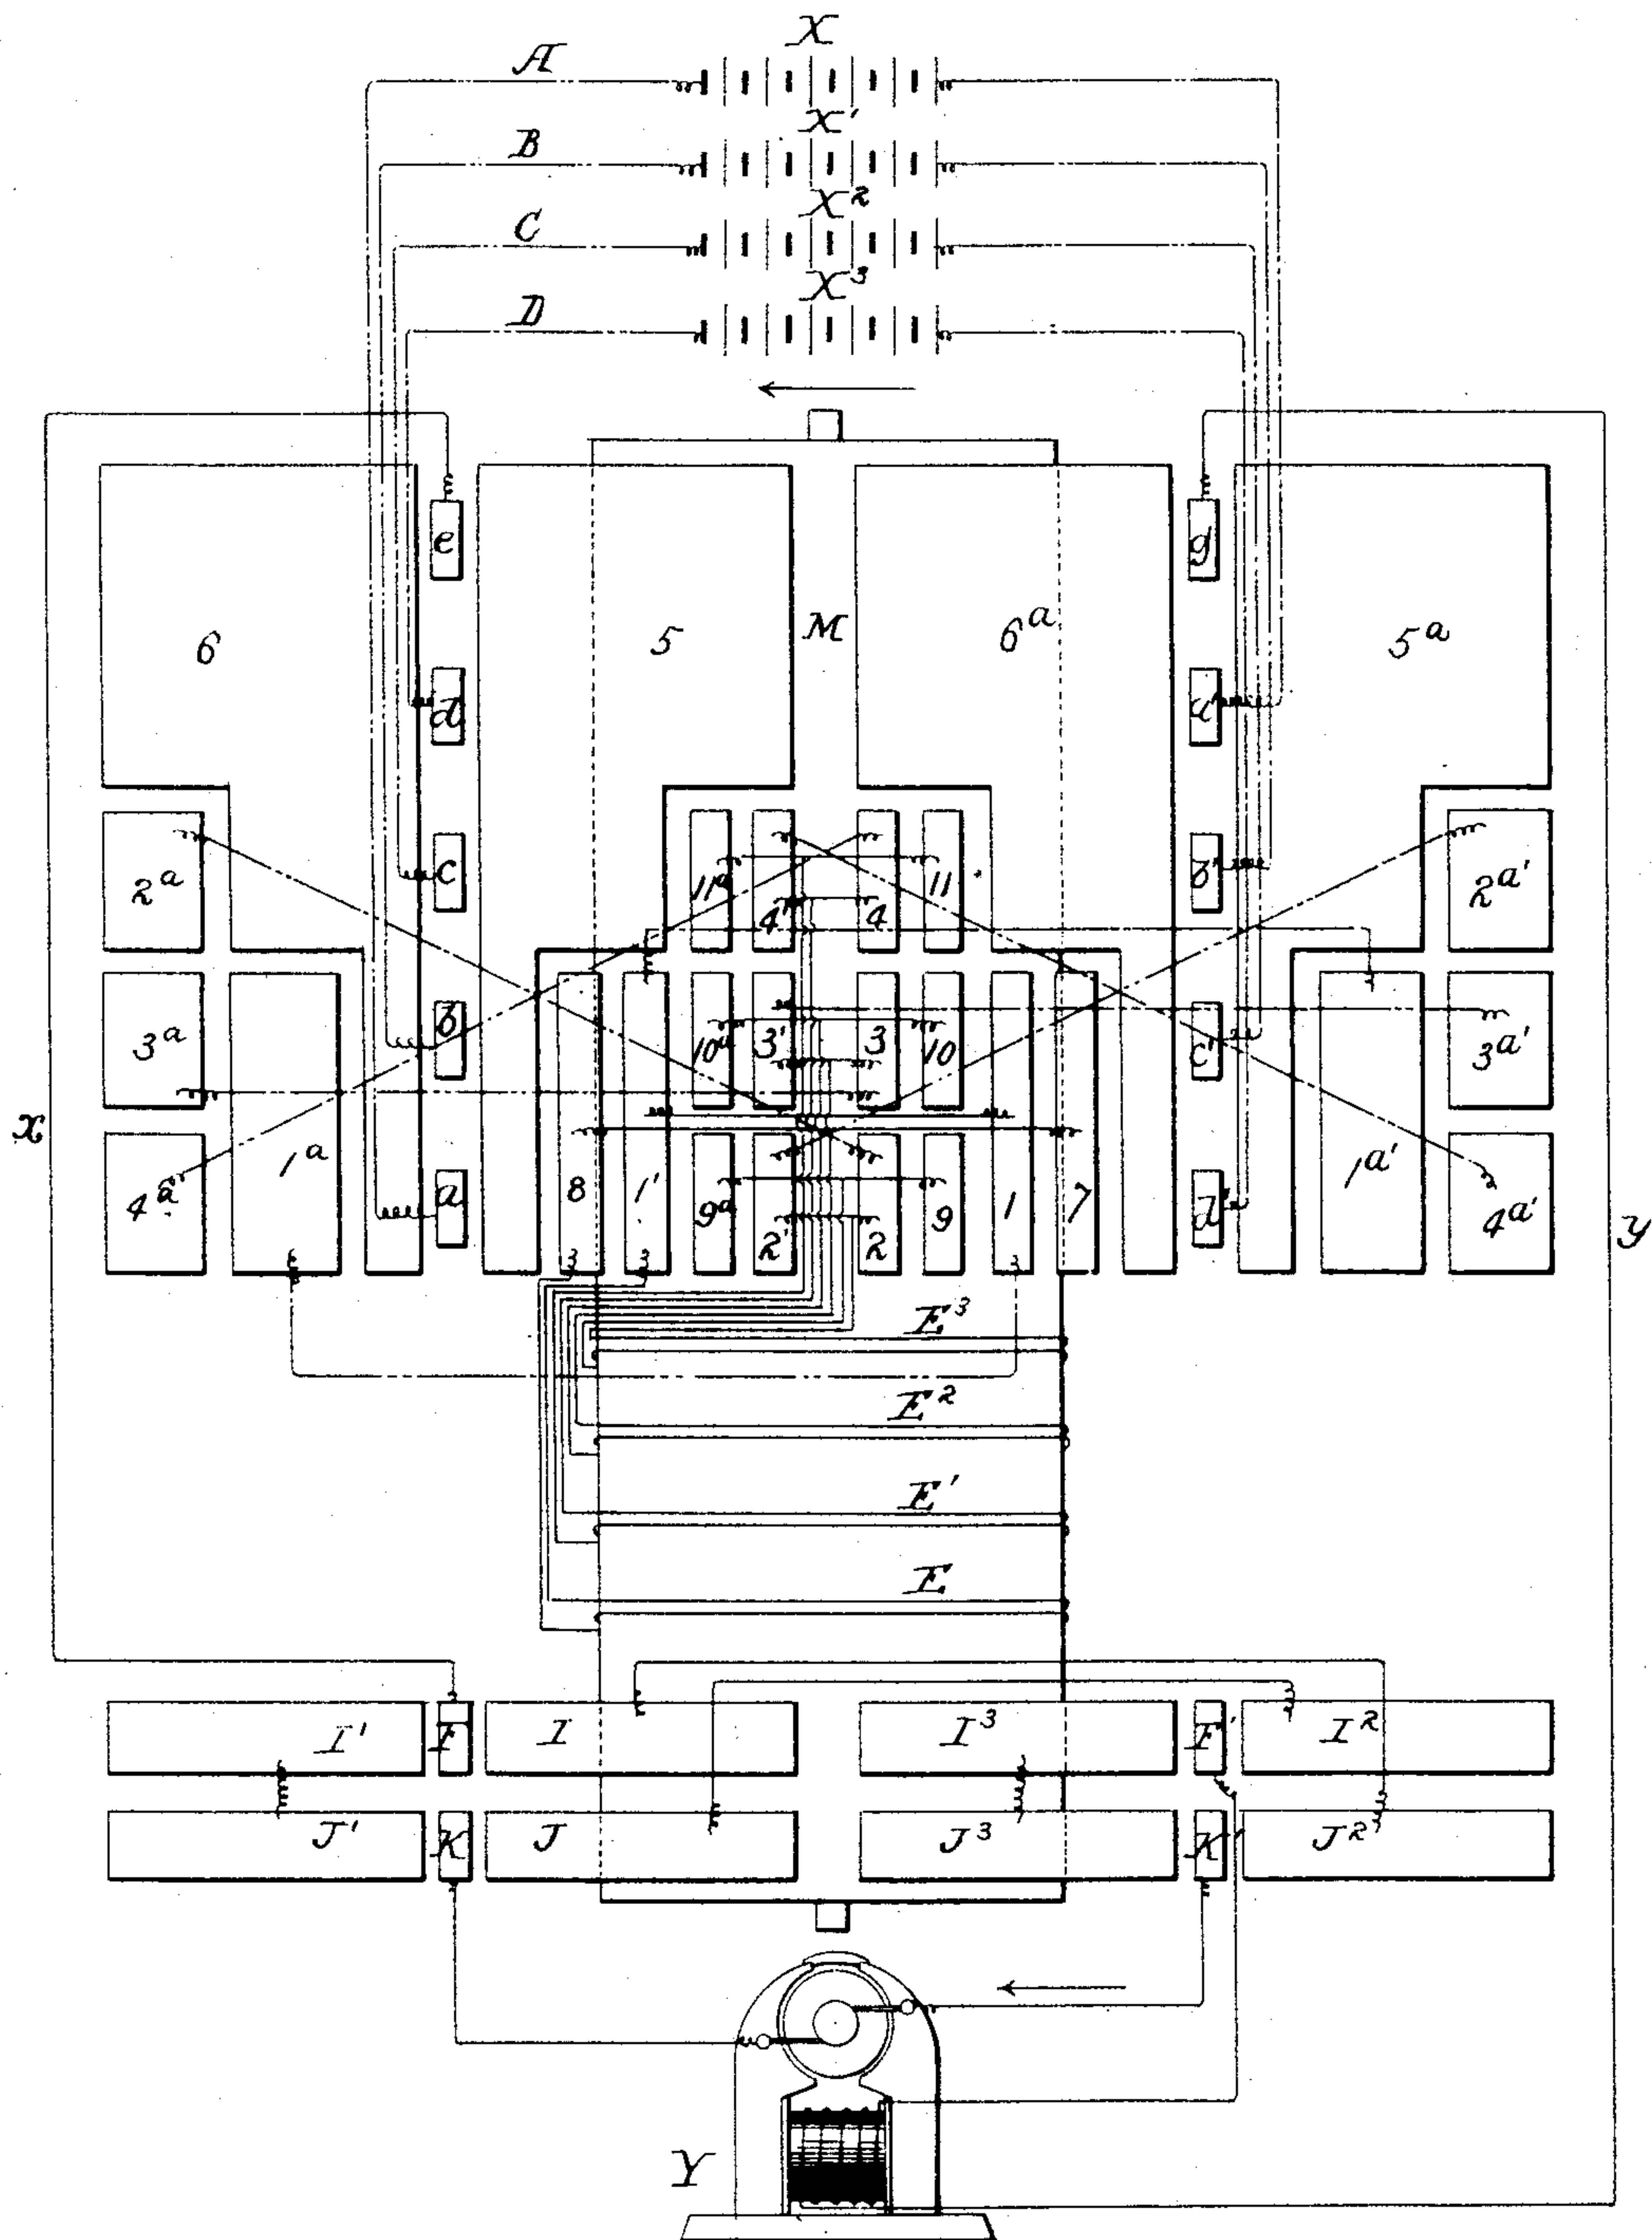 X
A
X'
B
X²
C
X³
D
e g
6 5 M 6ᵃ 5ᵃ
d a'
2ᵃ c 11ᵃ 4' 4 11 b' 2ᵃ'
3ᵃ b 10ᵃ 3' 3 10 c' 3ᵃ'
x
4ᵃ 1ᵃ a 8 1' 9ᵃ 2' 2 9 1 7 d' 1ᵃ' 4ᵃ'
y
E³
E²
E'
E
I' F I I³ F' I²
J' K J J³ K' J²
Y